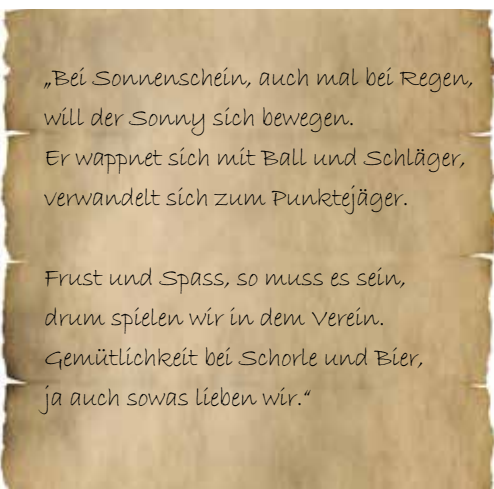 „Bei Sonnenschein, auch mal bei Regen,
will der Sonny sich bewegen.
Er wappnet sich mit Ball und Schläger,
verwandelt sich zum Punktejäger.
Frust und Spass, so muss es sein,
drum spielen wir in dem Verein.
Gemütlichkeit bei Schorle und Bier,
ja auch sowas lieben wir.“